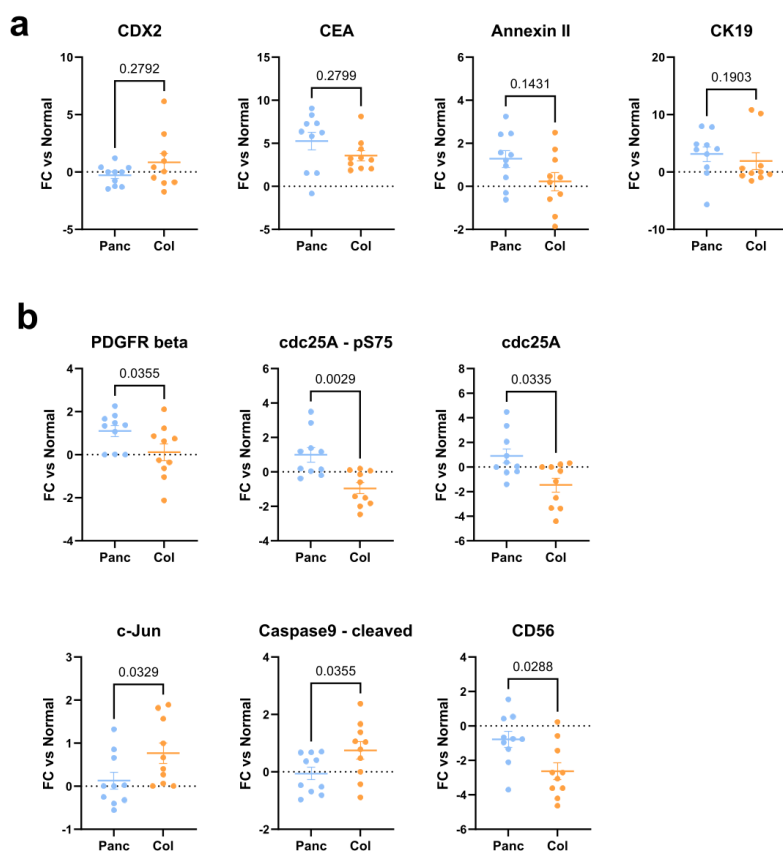 a
CDX2
CEA
Annexin II
CK19
FC vs Normal
10
5
0
-5
0.2792
Panc
Col
FC vs Normal
15
10
5
0
-5
0.2799
Panc
Col
FC vs Normal
6
4
2
0
-2
0.1431
Panc
Col
FC vs Normal
20
10
0
-10
0.1903
Panc
Col
b
PDGFR beta
cdc25A - pS75
cdc25A
FC vs Normal
4
2
0
-2
-4
0.0355
Panc
Col
FC vs Normal
6
4
2
0
-2
-4
0.0029
Panc
Col
FC vs Normal
8
6
4
2
0
-2
-4
-6
0.0335
Panc
Col
c-Jun
Caspase9 - cleaved
CD56
FC vs Normal
3
2
1
0
-1
0.0329
Panc
Col
FC vs Normal
4
2
0
-2
0.0355
Panc
Col
FC vs Normal
4
2
0
-2
-4
-6
0.0288
Panc
Col